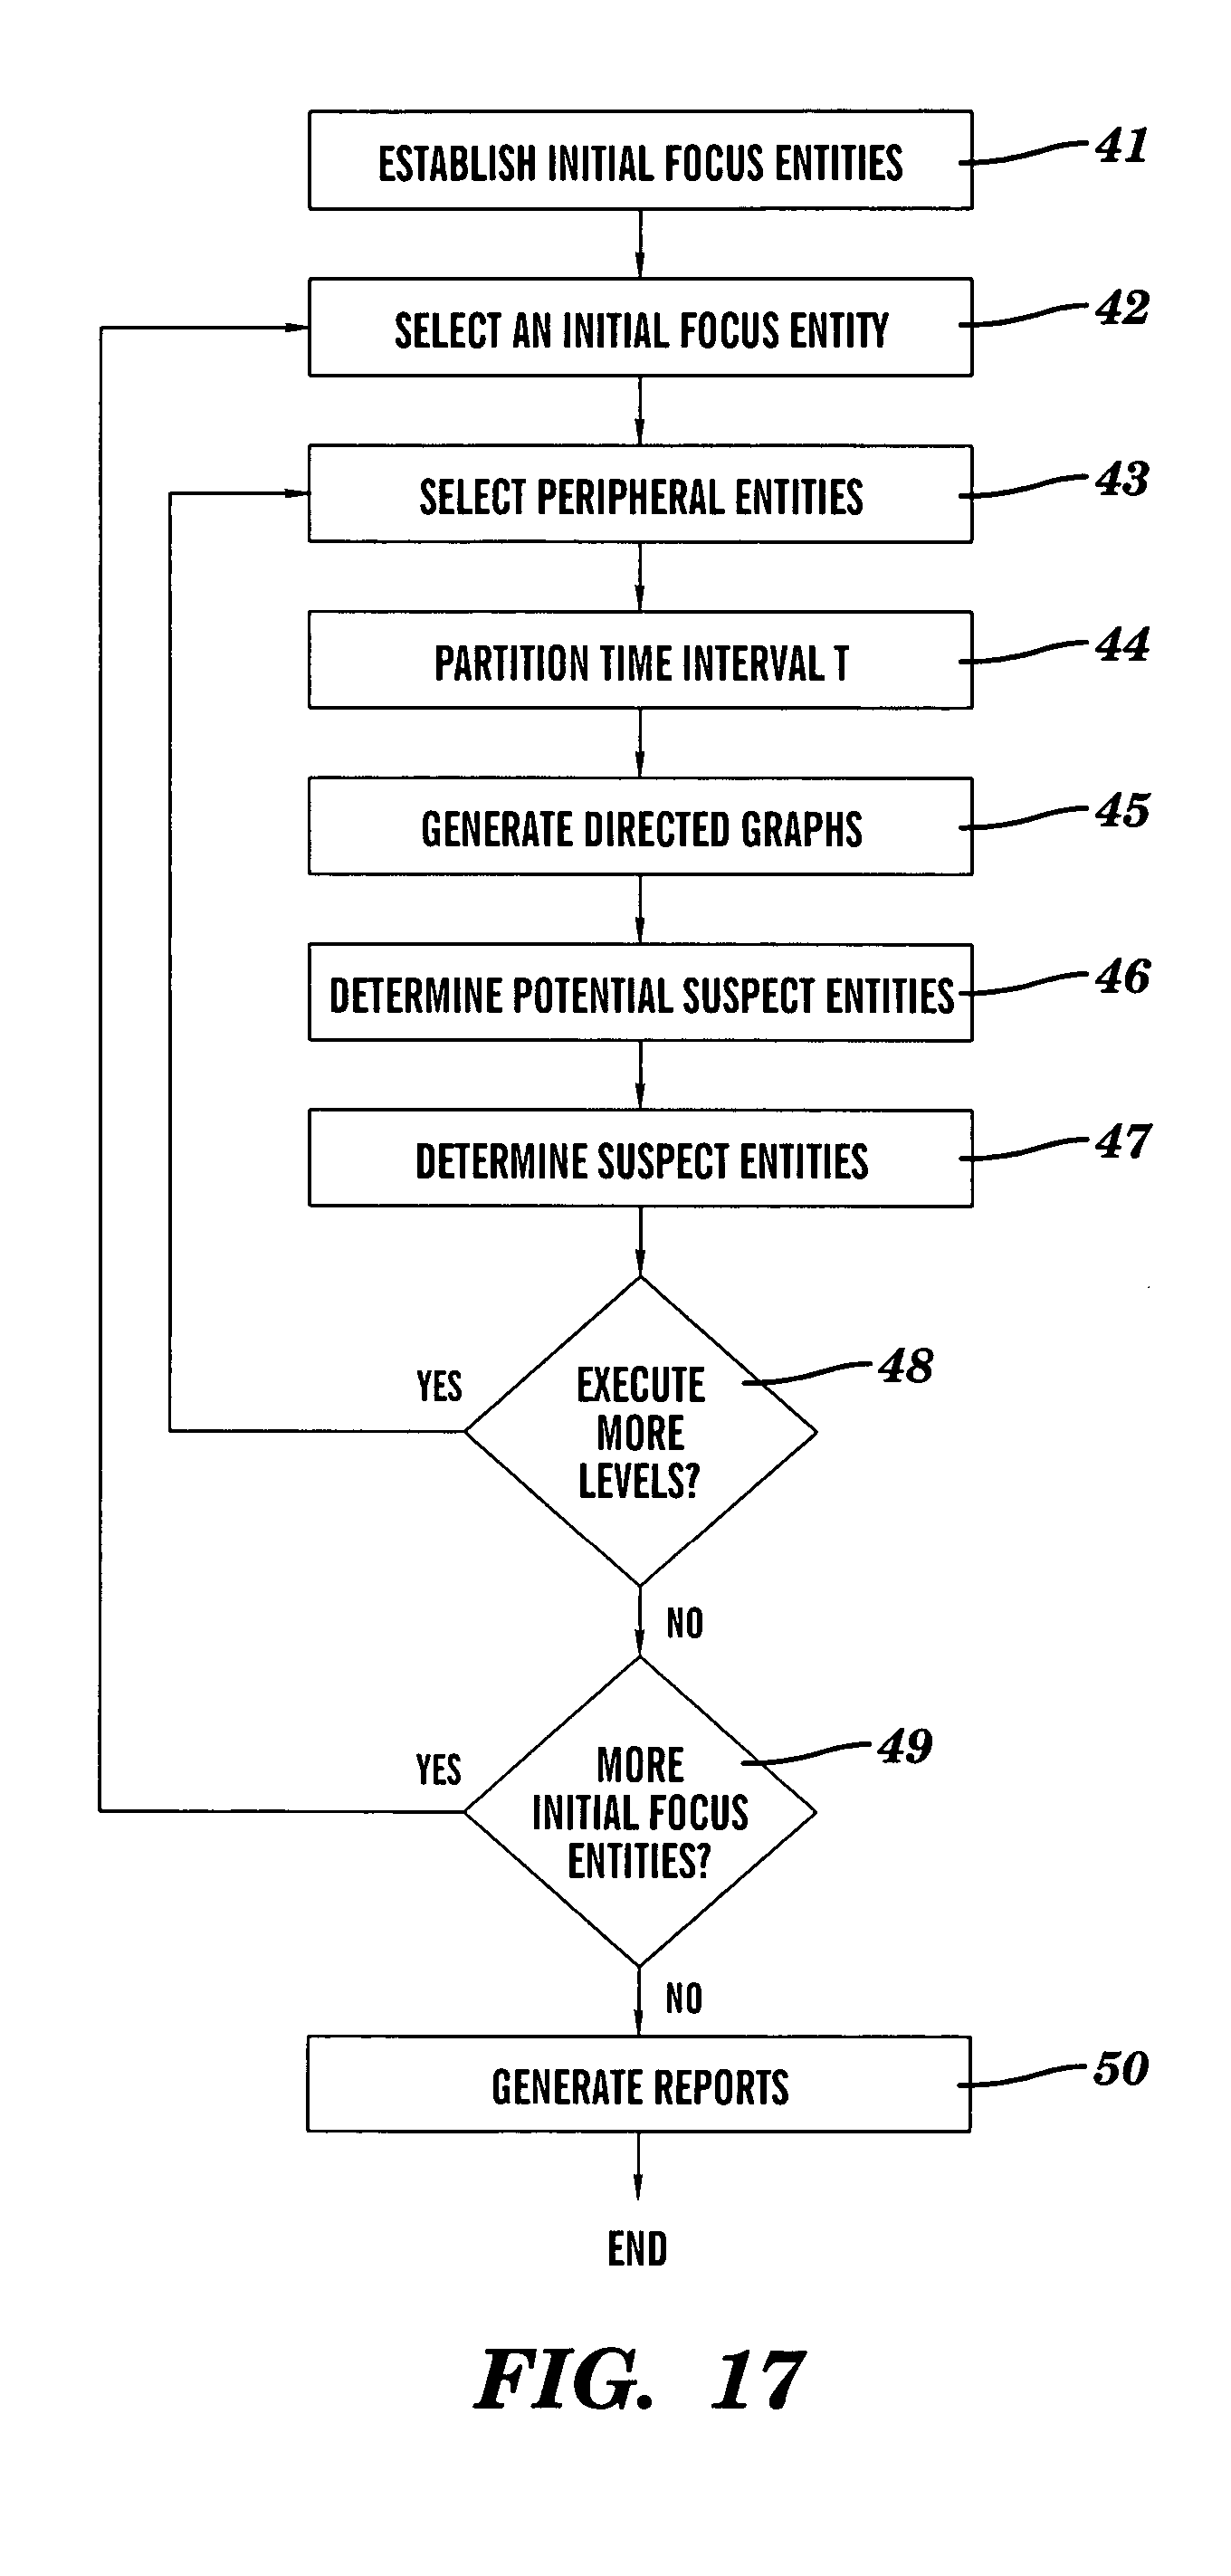 ESTABLISH INITIAL FOCUS ENTITIES
41
SELECT AN INITIAL FOCUS ENTITY
42
SELECT PERIPHERAL ENTITIES
43
PARTITION TIME INTERVAL T
44
GENERATE DIRECTED GRAPHS
45
DETERMINE POTENTIAL SUSPECT ENTITIES
46
DETERMINE SUSPECT ENTITIES
47
YES
EXECUTE
MORE
LEVELS?
48
NO
YES
MORE
INITIAL FOCUS
ENTITIES?
49
NO
GENERATE REPORTS
50
END
FIG. 17